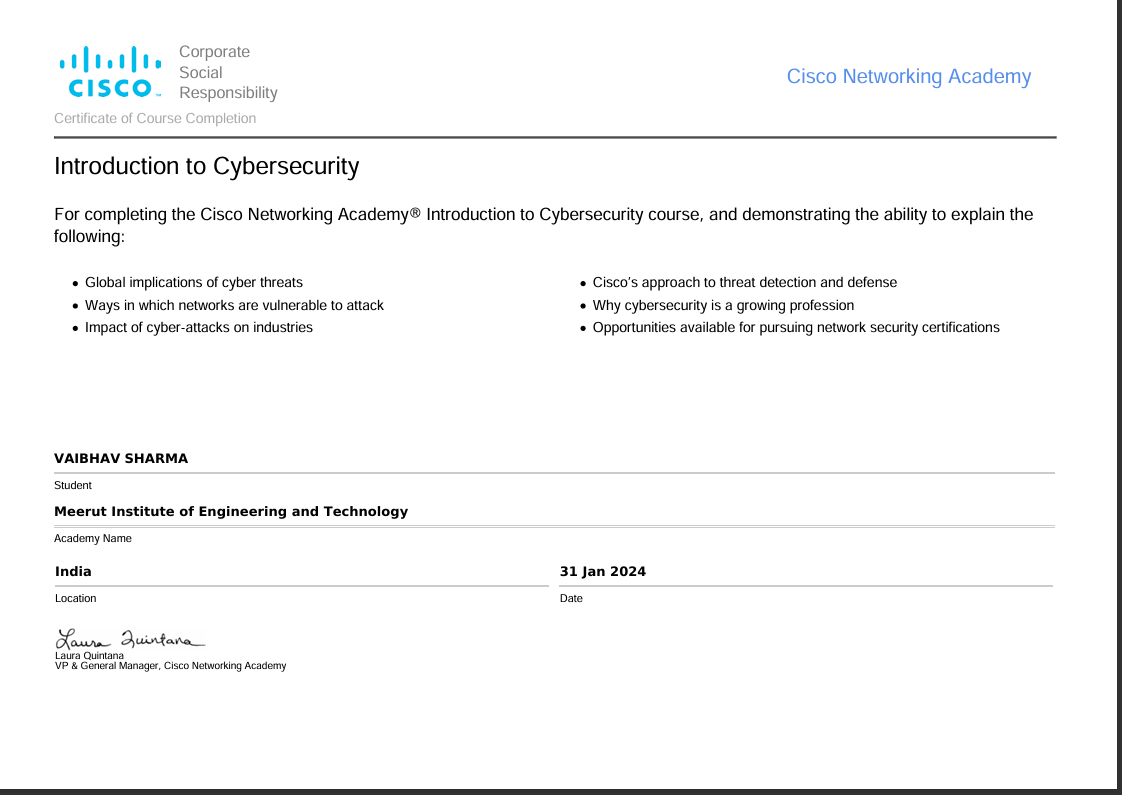 CISCO
Corporate
Social
Responsibility
Cisco Networking Academy
Certificate of Course Completion
Introduction to Cybersecurity
For completing the Cisco Networking Academy® Introduction to Cybersecurity course, and demonstrating the ability to explain the
following:
• Global implications of cyber threats
• Ways in which networks are vulnerable to attack
• Impact of cyber-attacks on industries
• Cisco’s approach to threat detection and defense
• Why cybersecurity is a growing profession
• Opportunities available for pursuing network security certifications
VAIBHAV SHARMA
Student
Meerut Institute of Engineering and Technology
Academy Name
India
Location
31 Jan 2024
Date
Laura Quintana
Laura Quintana
VP & General Manager, Cisco Networking Academy